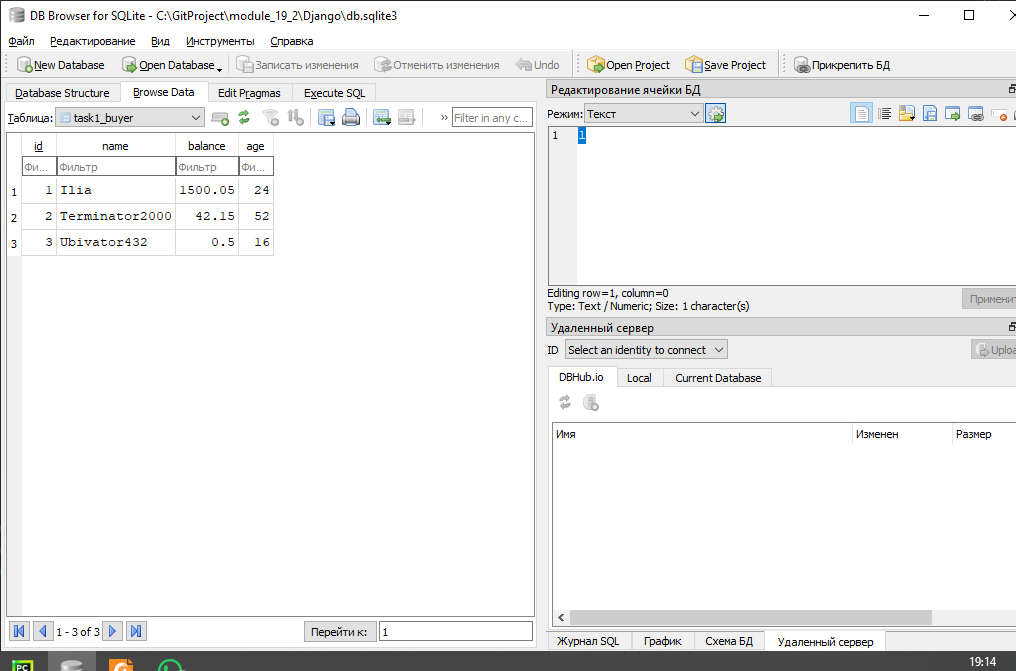 DB Browser for SQLite - C:\GitProject\module_19_2\Django\db.sqlite3
Файл Редактирование Вид Инструменты Справка
New Database Open Database Записать изменения Отменить изменения Undo Open Project Save Project Прикрепить БД
Database Structure Browse Data Edit Pragmas Execute SQL
Таблица: task1_buyer Filter in any c...
id name balance age
Фи... Фильтр Фильтр Фи...
1 1 Ilia 1500.05 24
2 2 Terminator2000 42.15 52
3 3 Ubivator432 0.5 16
1 - 3 of 3 Перейти к: 1
Редактирование ячейки БД
Режим: Текст
1 1
Editing row=1, column=0
Type: Text / Numeric; Size: 1 character(s)
Применит
Удаленный сервер
ID Select an identity to connect Uploa
DBHub.io Local Current Database
Имя Изменен Размер
Журнал SQL График Схема БД Удаленный сервер
PC 19:14